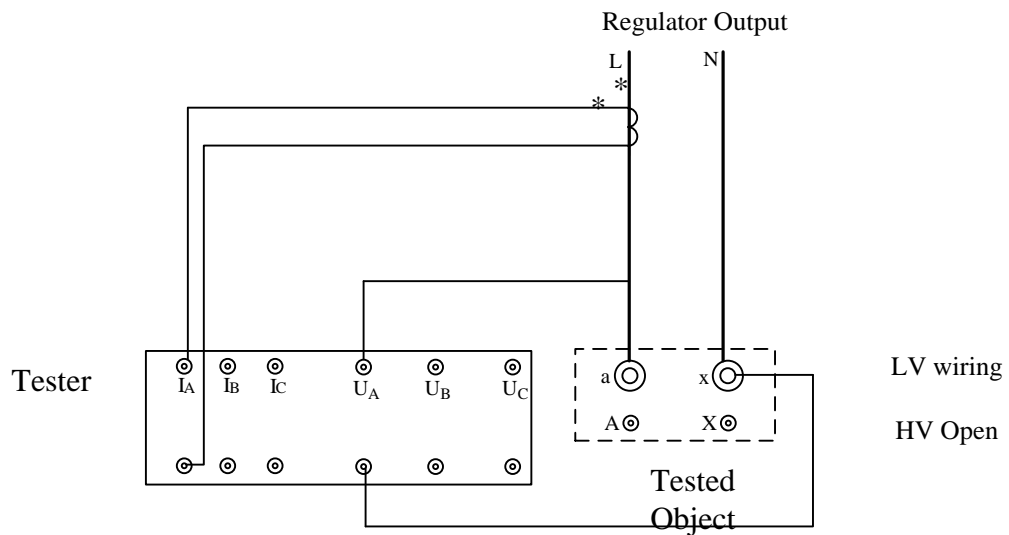 Regulator Output
L N
*
*
Tester
IA IB IC UA UB UC
a x
A X
LV wiring
HV Open
Tested
Object